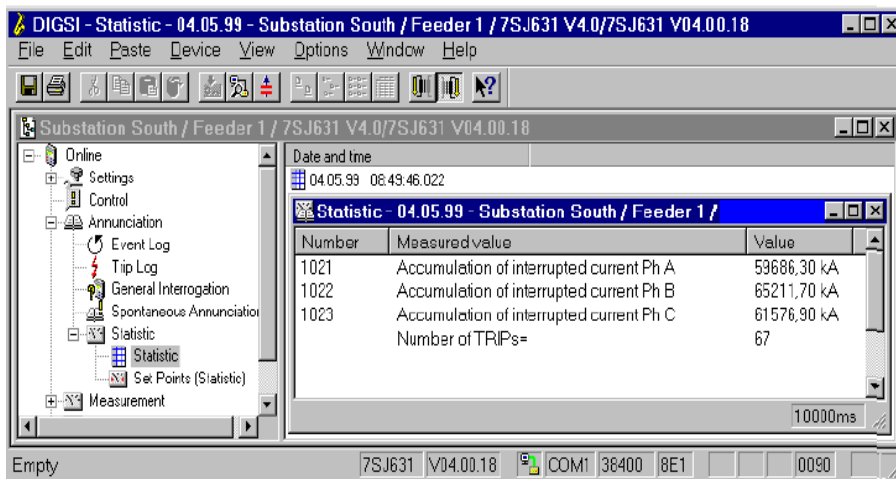 DIGSI - Statistic - 04.05.99 - Substation South / Feeder 1 / 7SJ631 V4.0/7SJ631 V04.00.18
File Edit Paste Device View Options Window Help
Substation South / Feeder 1 / 7SJ631 V4.0/7SJ631 V04.00.18
Online
Settings
Control
Annunciation
Event Log
Trip Log
General Interrogation
Spontaneous Annunciation
Statistic
Statistic
Set Points (Statistic)
Measurement
Date and time
04.05.99 08:49:46.022
Statistic - 04.05.99 - Substation South / Feeder 1 /
Number Measured value Value
1021 Accumulation of interrupted current Ph A 59686,30 kA
1022 Accumulation of interrupted current Ph B 65211,70 kA
1023 Accumulation of interrupted current Ph C 61576,90 kA
Number of TRIPs= 67
10000ms
Empty 7SJ631 V04.00.18 COM1 38400 8E1 0090